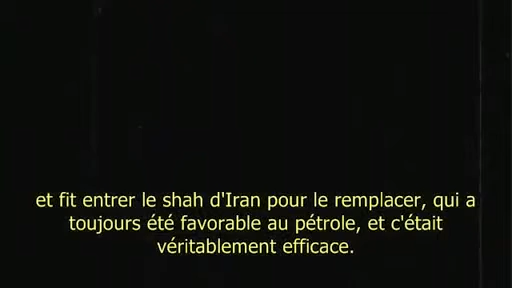 et fit entrer le shah d'Iran pour le remplacer, qui a
toujours été favorable au pétrole, et c'était
véritablement efficace.